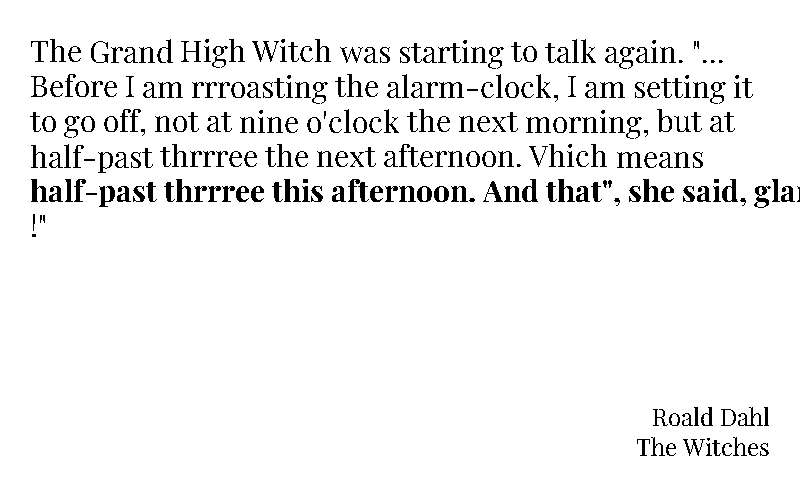 The Grand High Witch was starting to talk again. "...
Before I am rrroasting the alarm-clock, I am setting it
to go off, not at nine o'clock the next morning, but at
half-past thrrree the next afternoon. Vhich means
half-past thrrree this afternoon. And that", she said,
!"
Roald Dahl
The Witches